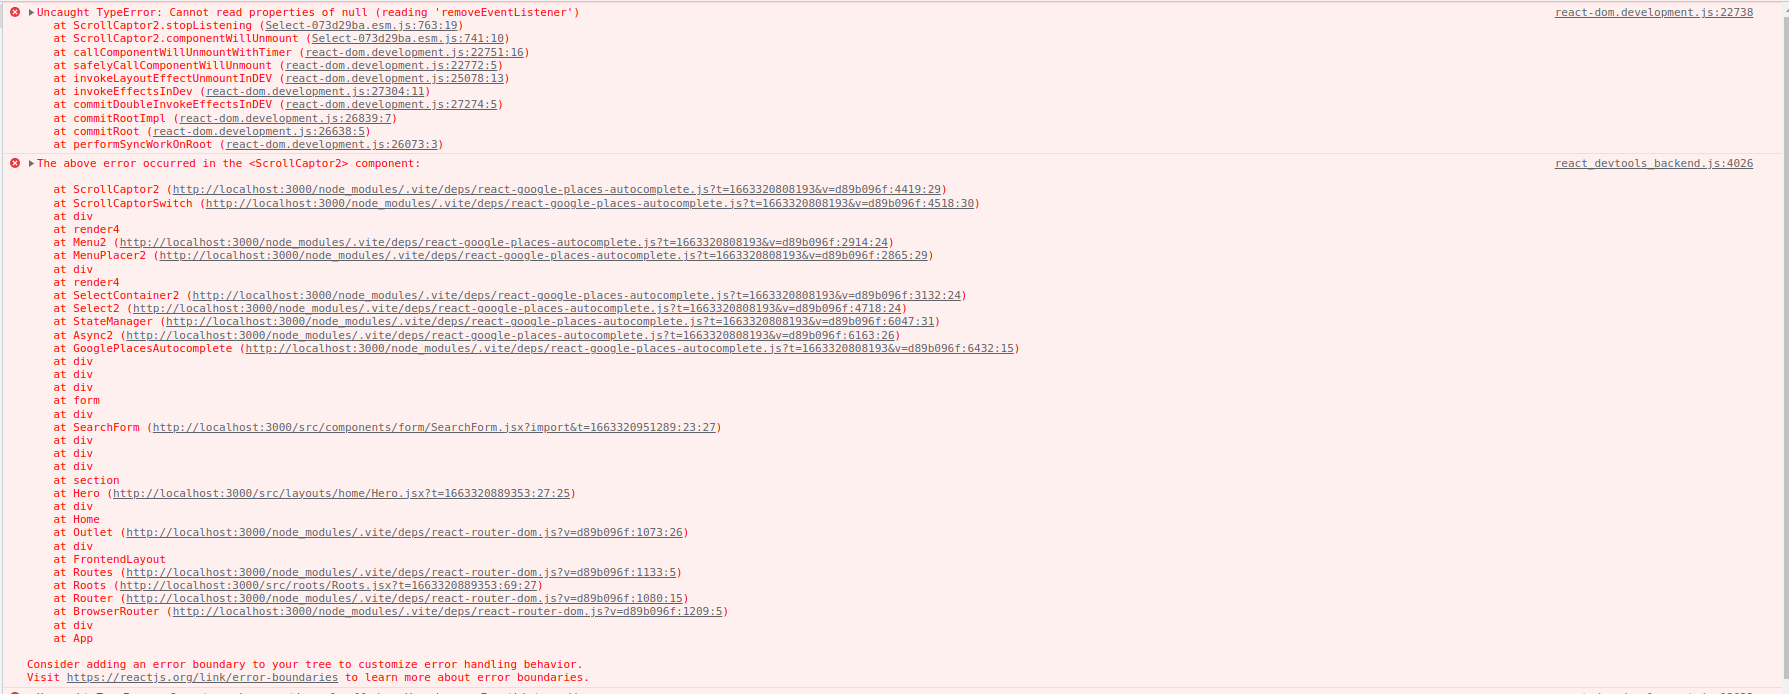 Uncaught TypeError: Cannot read properties of null (reading 'removeEventListener') react-dom.development.js:22738
at ScrollCaptor2.stopListening (Select-073d29ba.esm.js:763:19)
at ScrollCaptor2.componentWillUnmount (Select-073d29ba.esm.js:741:10)
at callComponentWillUnmountWithTimer (react-dom.development.js:22751:16)
at safelyCallComponentWillUnmount (react-dom.development.js:22772:5)
at invokeLayoutEffectUnmountInDEV (react-dom.development.js:25078:13)
at invokeEffectsInDev (react-dom.development.js:27304:11)
at commitDoubleInvokeEffectsInDEV (react-dom.development.js:27274:5)
at commitRootImpl (react-dom.development.js:26839:7)
at commitRoot (react-dom.development.js:26638:5)
at performSyncWorkOnRoot (react-dom.development.js:26073:3)
The above error occurred in the <ScrollCaptor2> component: react_devtools_backend.js:4026
at ScrollCaptor2 (http://localhost:3000/node_modules/.vite/deps/react-google-places-autocomplete.js?t=1663320808193&v=d89b096f:4419:29)
at ScrollCaptorSwitch (http://localhost:3000/node_modules/.vite/deps/react-google-places-autocomplete.js?t=1663320808193&v=d89b096f:4518:30)
at div
at render4
at Menu2 (http://localhost:3000/node_modules/.vite/deps/react-google-places-autocomplete.js?t=1663320808193&v=d89b096f:2914:24)
at MenuPlacer2 (http://localhost:3000/node_modules/.vite/deps/react-google-places-autocomplete.js?t=1663320808193&v=d89b096f:2865:29)
at div
at render4
at SelectContainer2 (http://localhost:3000/node_modules/.vite/deps/react-google-places-autocomplete.js?t=1663320808193&v=d89b096f:3132:24)
at Select2 (http://localhost:3000/node_modules/.vite/deps/react-google-places-autocomplete.js?t=1663320808193&v=d89b096f:4718:24)
at StateManager (http://localhost:3000/node_modules/.vite/deps/react-google-places-autocomplete.js?t=1663320808193&v=d89b096f:6047:31)
at Async2 (http://localhost:3000/node_modules/.vite/deps/react-google-places-autocomplete.js?t=1663320808193&v=d89b096f:6163:26)
at GooglePlacesAutocomplete (http://localhost:3000/node_modules/.vite/deps/react-google-places-autocomplete.js?t=1663320808193&v=d89b096f:6432:15)
at div
at div
at div
at form
at div
at SearchForm (http://localhost:3000/src/components/form/SearchForm.jsx?import&t=1663320951289:23:27)
at div
at div
at div
at section
at Hero (http://localhost:3000/src/layouts/home/Hero.jsx?t=1663320889353:27:25)
at div
at Home
at Outlet (http://localhost:3000/node_modules/.vite/deps/react-router-dom.js?v=d89b096f:1073:26)
at div
at FrontendLayout
at Routes (http://localhost:3000/node_modules/.vite/deps/react-router-dom.js?v=d89b096f:1133:5)
at Roots (http://localhost:3000/src/roots/Roots.jsx?t=1663320889353:69:27)
at Router (http://localhost:3000/node_modules/.vite/deps/react-router-dom.js?v=d89b096f:1080:15)
at BrowserRouter (http://localhost:3000/node_modules/.vite/deps/react-router-dom.js?v=d89b096f:1209:5)
at div
at App
Consider adding an error boundary to your tree to customize error handling behavior.
Visit https://reactjs.org/link/error-boundaries to learn more about error boundaries.